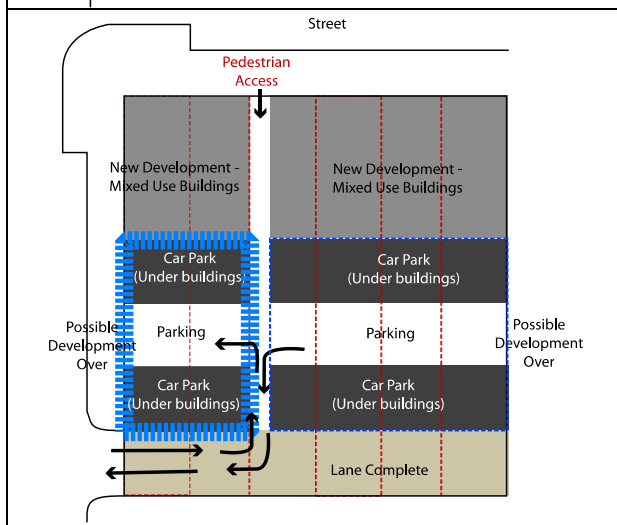 Street
Pedestrian
Access
New Development -
Mixed Use Buildings
New Development -
Mixed Use Buildings
Car Park
(Under buildings)
Car Park
(Under buildings)
Possible
Development
Over
Parking
Parking
Possible
Development
Over
Car Park
(Under buildings)
Car Park
(Under buildings)
Lane Complete